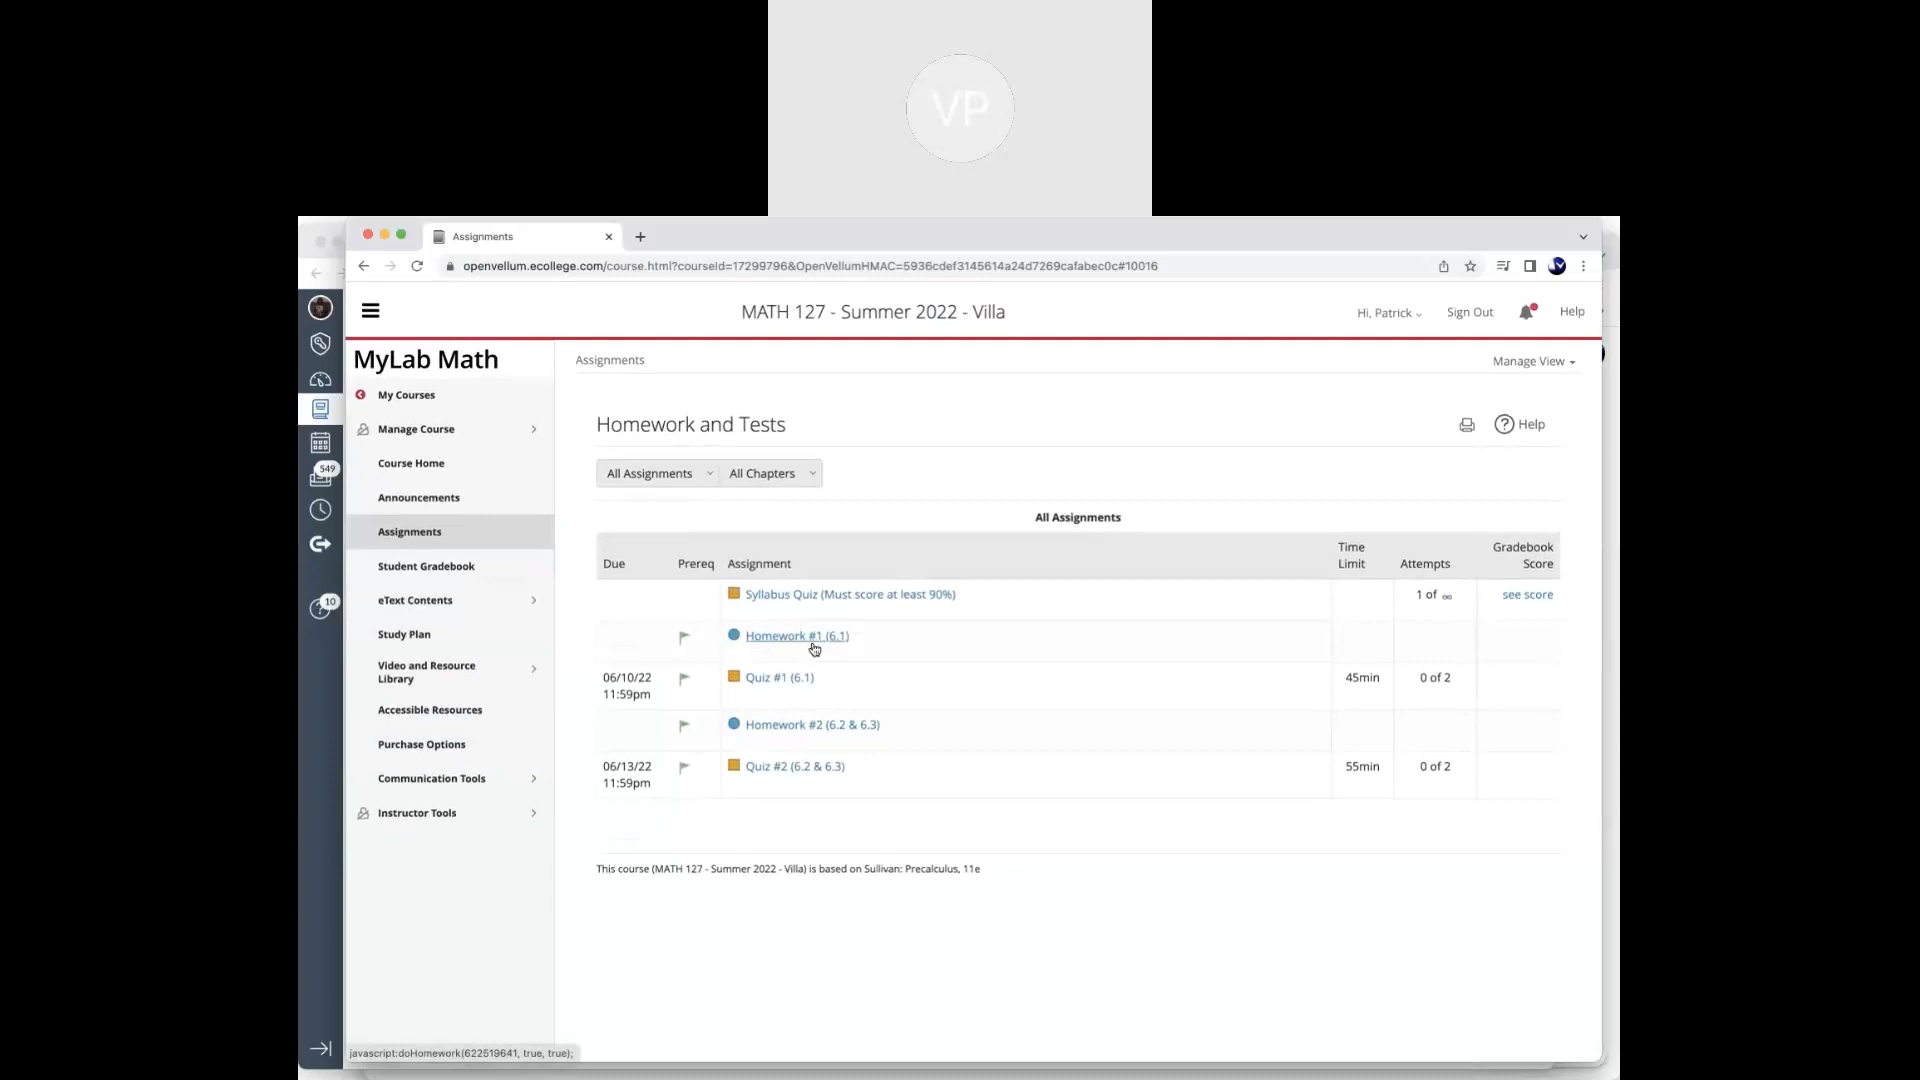 VP
Assignments
openvellum.ecollege.com/course.html?courseId=17299796&OpenVellumHMAC=5936cdef3145614a24d7269cafabec0c#10016
MATH 127 - Summer 2022 - Villa
Hi, Patrick
Sign Out
Help
MyLab Math
Assignments
Manage View
My Courses
Manage Course
Course Home
Announcements
Assignments
Student Gradebook
eText Contents
Study Plan
Video and Resource
Library
Accessible Resources
Purchase Options
Communication Tools
Instructor Tools
549
10
Homework and Tests
Help
All Assignments
All Chapters
All Assignments
Due Prereq Assignment Time Limit Attempts Gradebook Score
Syllabus Quiz (Must score at least 90%) 1 of ∞ see score
Homework #1 (6.1)
06/10/22 Quiz #1 (6.1) 45min 0 of 2
11:59pm
Homework #2 (6.2 & 6.3)
06/13/22 Quiz #2 (6.2 & 6.3) 55min 0 of 2
11:59pm
This course (MATH 127 - Summer 2022 - Villa) is based on Sullivan: Precalculus, 11e
javascript:doHomework(622519641, true, true);